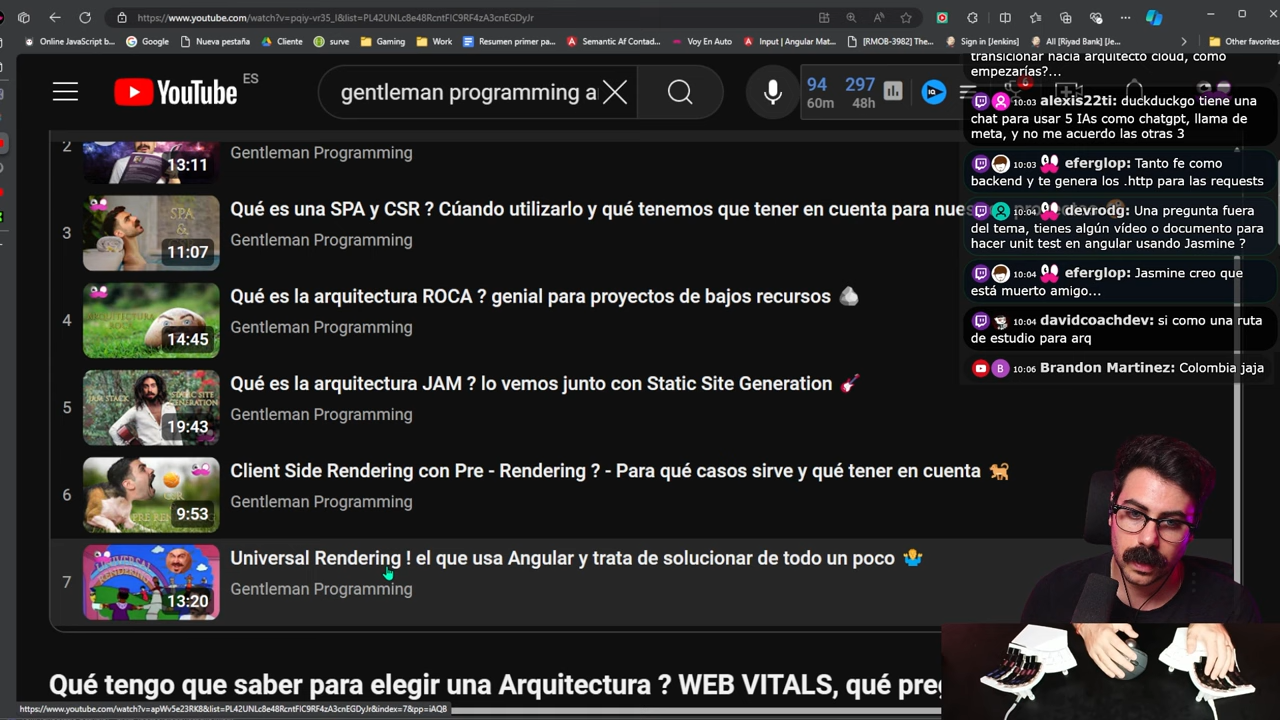 https://www.youtube.com/watch?v=pqjy-vr35_I&list=PL42UNLc8e48RcntFlC9RF4zA3cnEGDyJr
Online JavaScript b...
Google
Nueva pestaña
Cliente
surve
Gaming
Work
Resumen primer pa...
Semantic Af Contad...
Voy En Auto
Input | Angular Mat...
[RMOB-3982] [The...
Sign in [Jenkins]
All [Riyad Bank] [Je...
Other favorites
YouTube ES
gentleman programming a
94 297
60m 48h
2
13:11
Gentleman Programming
3
SPA
&
11:07
Qué es una SPA y CSR ? Cúando utilizarlo y qué tenemos que tener en cuenta para nue
Gentleman Programming
4
14:45
Qué es la arquitectura ROCA ? genial para proyectos de bajos recursos
Gentleman Programming
5
19:43
Qué es la arquitectura JAM ? lo vemos junto con Static Site Generation
Gentleman Programming
6
9:53
Client Side Rendering con Pre - Rendering ? - Para qué casos sirve y qué tener en cuenta
Gentleman Programming
7
13:20
Universal Rendering ! el que usa Angular y trata de solucionar de todo un poco
Gentleman Programming
Qué tengo que saber para elegir una Arquitectura ? WEB VITALS, qué preg
transicionar hacia arquitecto cloud, como
empezarías?...
10:03 alexis22ti: duckduckgo tiene una
chat para usar 5 IAs como chatgpt, llama de
meta, y no me acuerdo las otras 3
10:03 eferglop: Tanto fe como
backend y te genera los .http para las requests
10:04 devrodg: Una pregunta fuera
del tema, tienes algún vídeo o documento para
hacer unit test en angular usando Jasmine ?
10:04 eferglop: Jasmine creo que
está muerto amigo...
10:04 davidcoachdev: si como una ruta
de estudio para arq
10:06 Brandon Martinez: Colombia jaja
https://www.youtube.com/watch?v=apWv5e23RK8&list=PL42UNLc8e48RcntFlC9RF4zA3cnEGDyJr&index=7&pp=iAQB